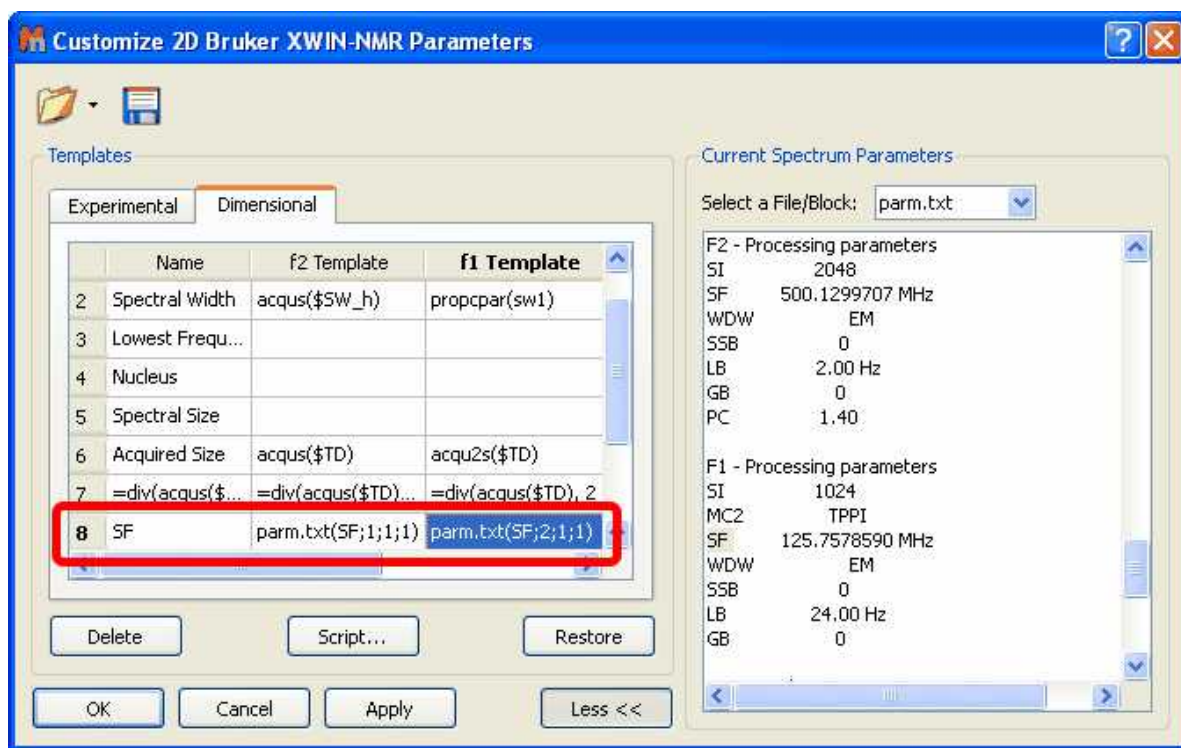 Customize 2D Bruker XWIN-NMR Parameters
Templates
Experimental Dimensional
Name f2 Template f1 Template
2 Spectral Width acqus($SW_h) propcpar(sw1)
3 Lowest Frequ...
4 Nucleus
5 Spectral Size
6 Acquired Size acqus($TD) acqu2s($TD)
7 =div(acqus($... =div(acqus($TD)... =div(acqus($TD), 2
8 SF parm.txt(SF;1;1;1) parm.txt(SF;2;1;1)
Delete Script... Restore
OK Cancel Apply Less <<
Current Spectrum Parameters
Select a File/Block: parm.txt
F2 - Processing parameters
SI 2048
SF 500.1299707 MHz
WDW EM
SSB 0
LB 2.00 Hz
GB 0
PC 1.40
F1 - Processing parameters
SI 1024
MC2 TPPI
SF 125.7578590 MHz
WDW EM
SSB 0
LB 24.00 Hz
GB 0